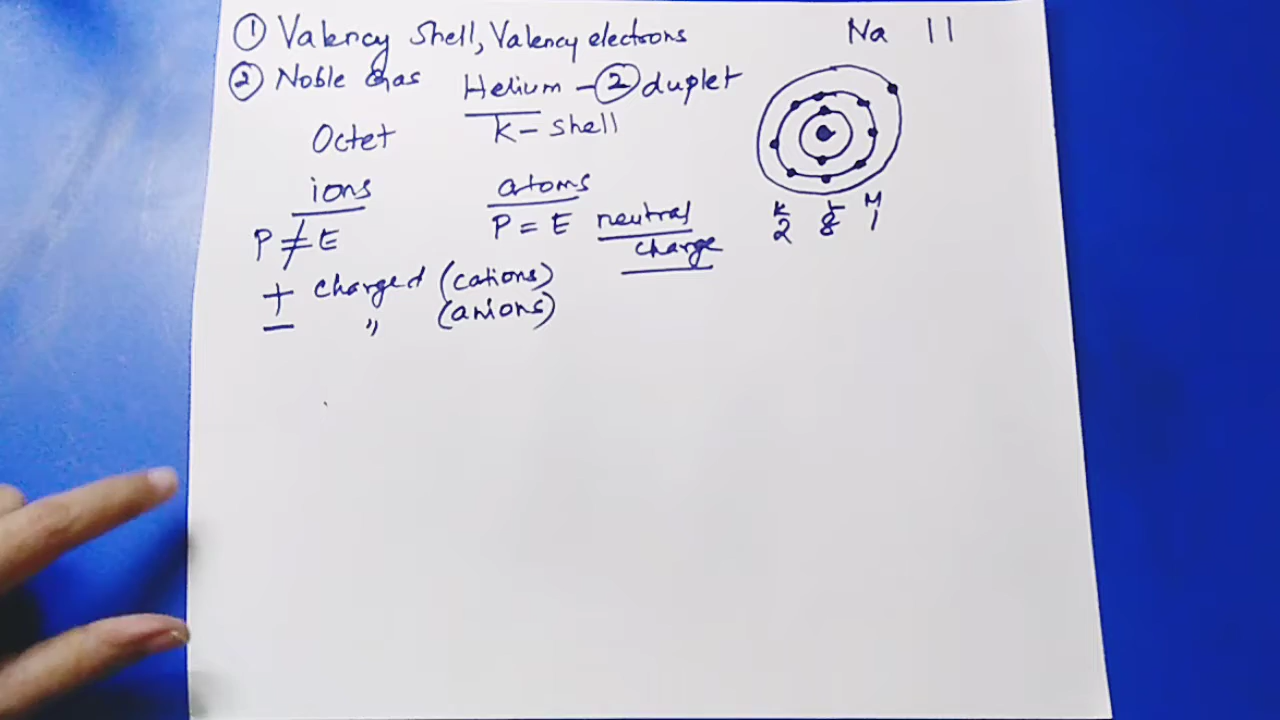 ① Valency Shell, Valency electrons
② Noble Gas Helium - ② duplet
K - Shell
Octet
ions
P ≠ E
atoms
P = E neutral
charge
+ charged (cations)
- " (anions)
Na 11
K L M
2 8 1